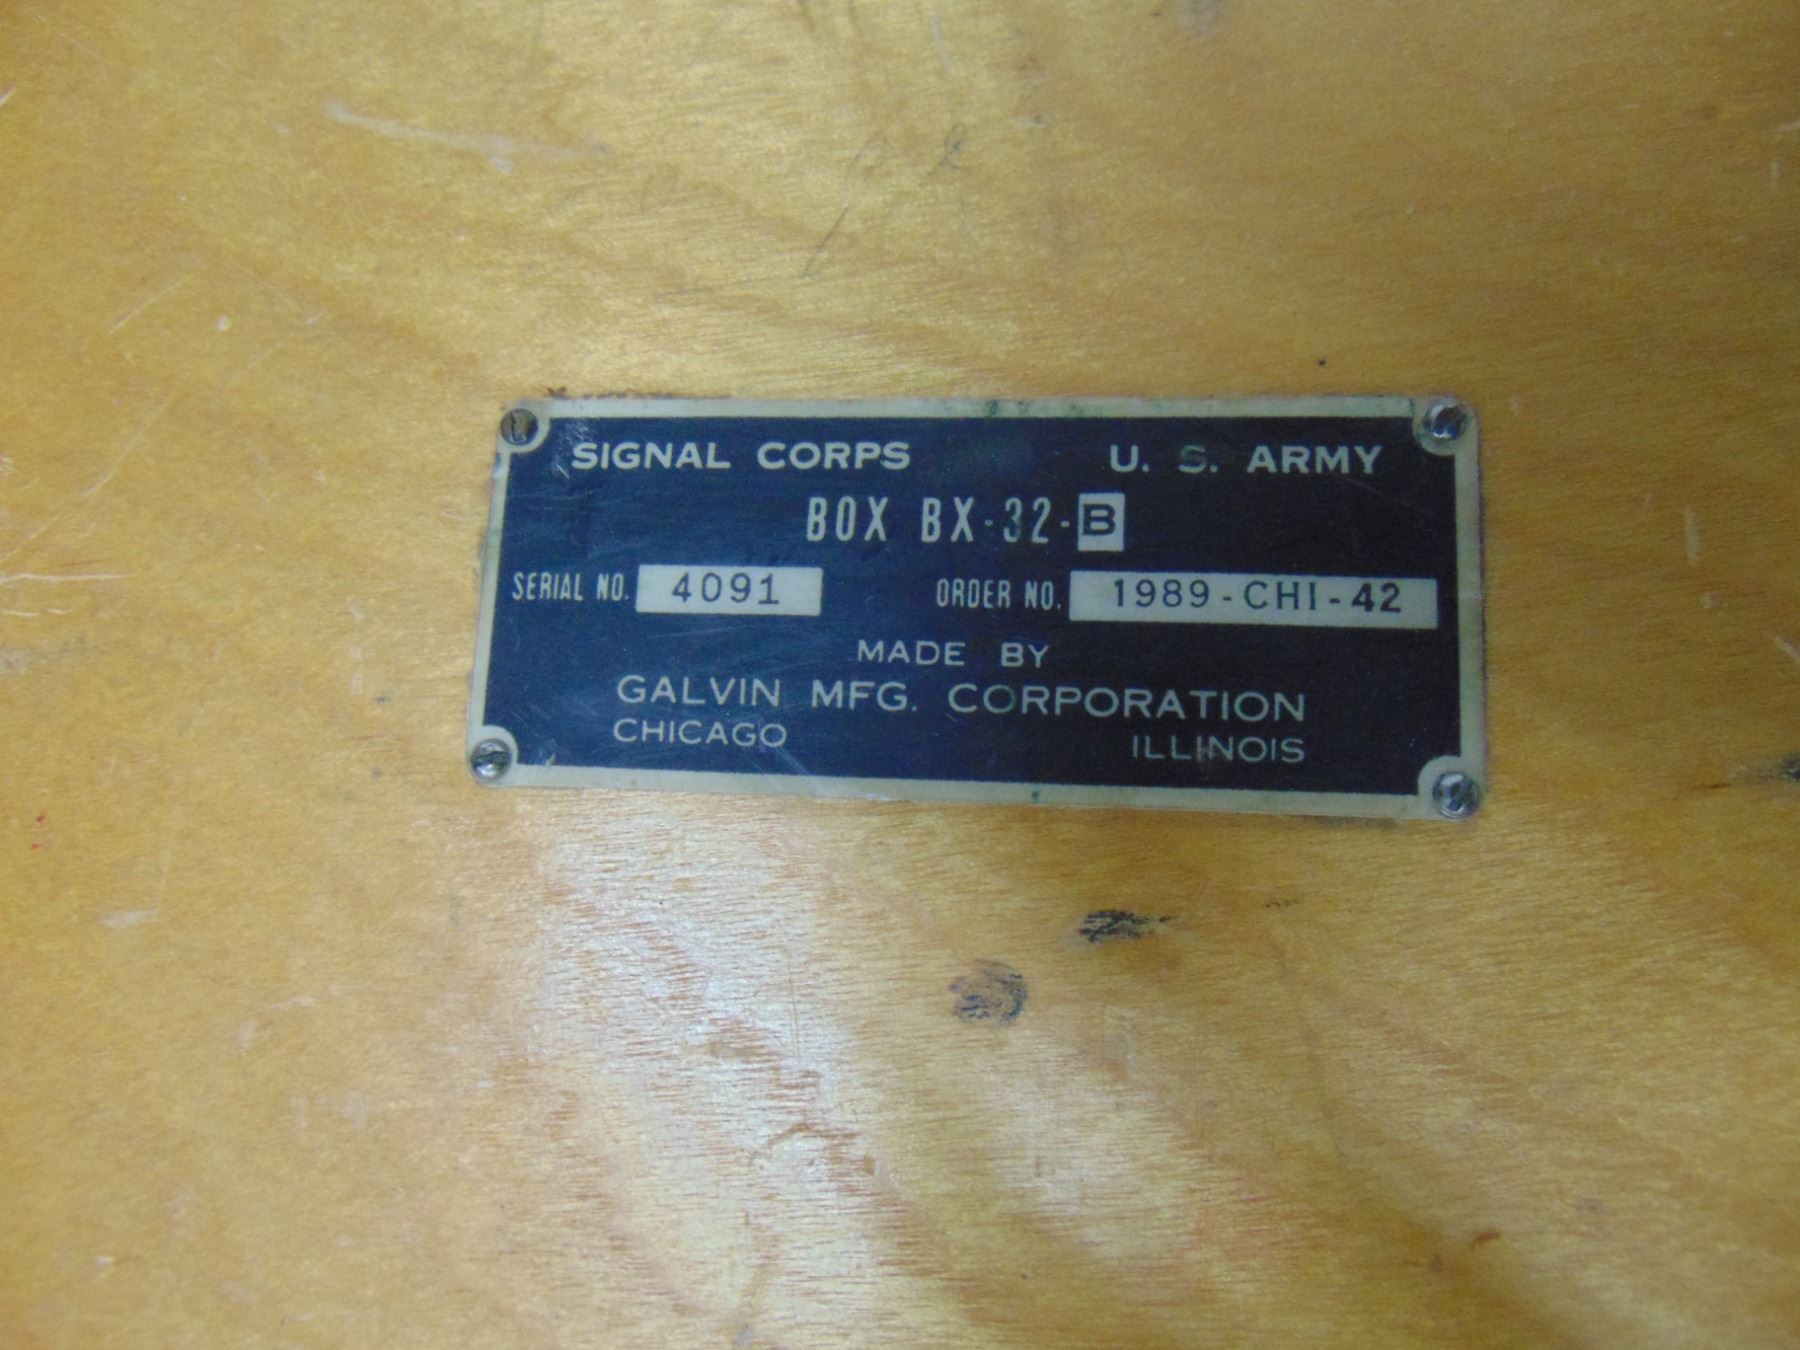 SIGNAL CORPS U. S. ARMY
BOX BX-32-B
SERIAL NO. 4091 ORDER NO. 1989-CHI-42
MADE BY
GALVIN MFG. CORPORATION
CHICAGO ILLINOIS